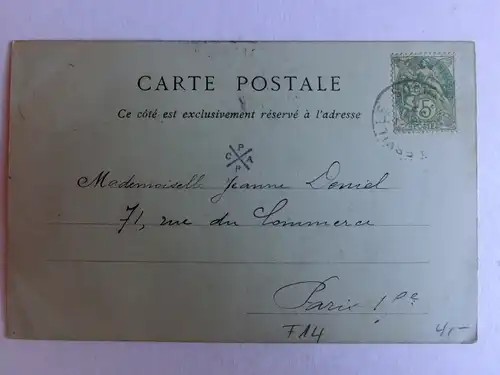 CARTE POSTALE
Ce côté est exclusivement réservé à l'adresse
P
C A
P
5
Mademoiselle Jeanne Daniel
71, rue du Commerce
Paris
F14
4,-